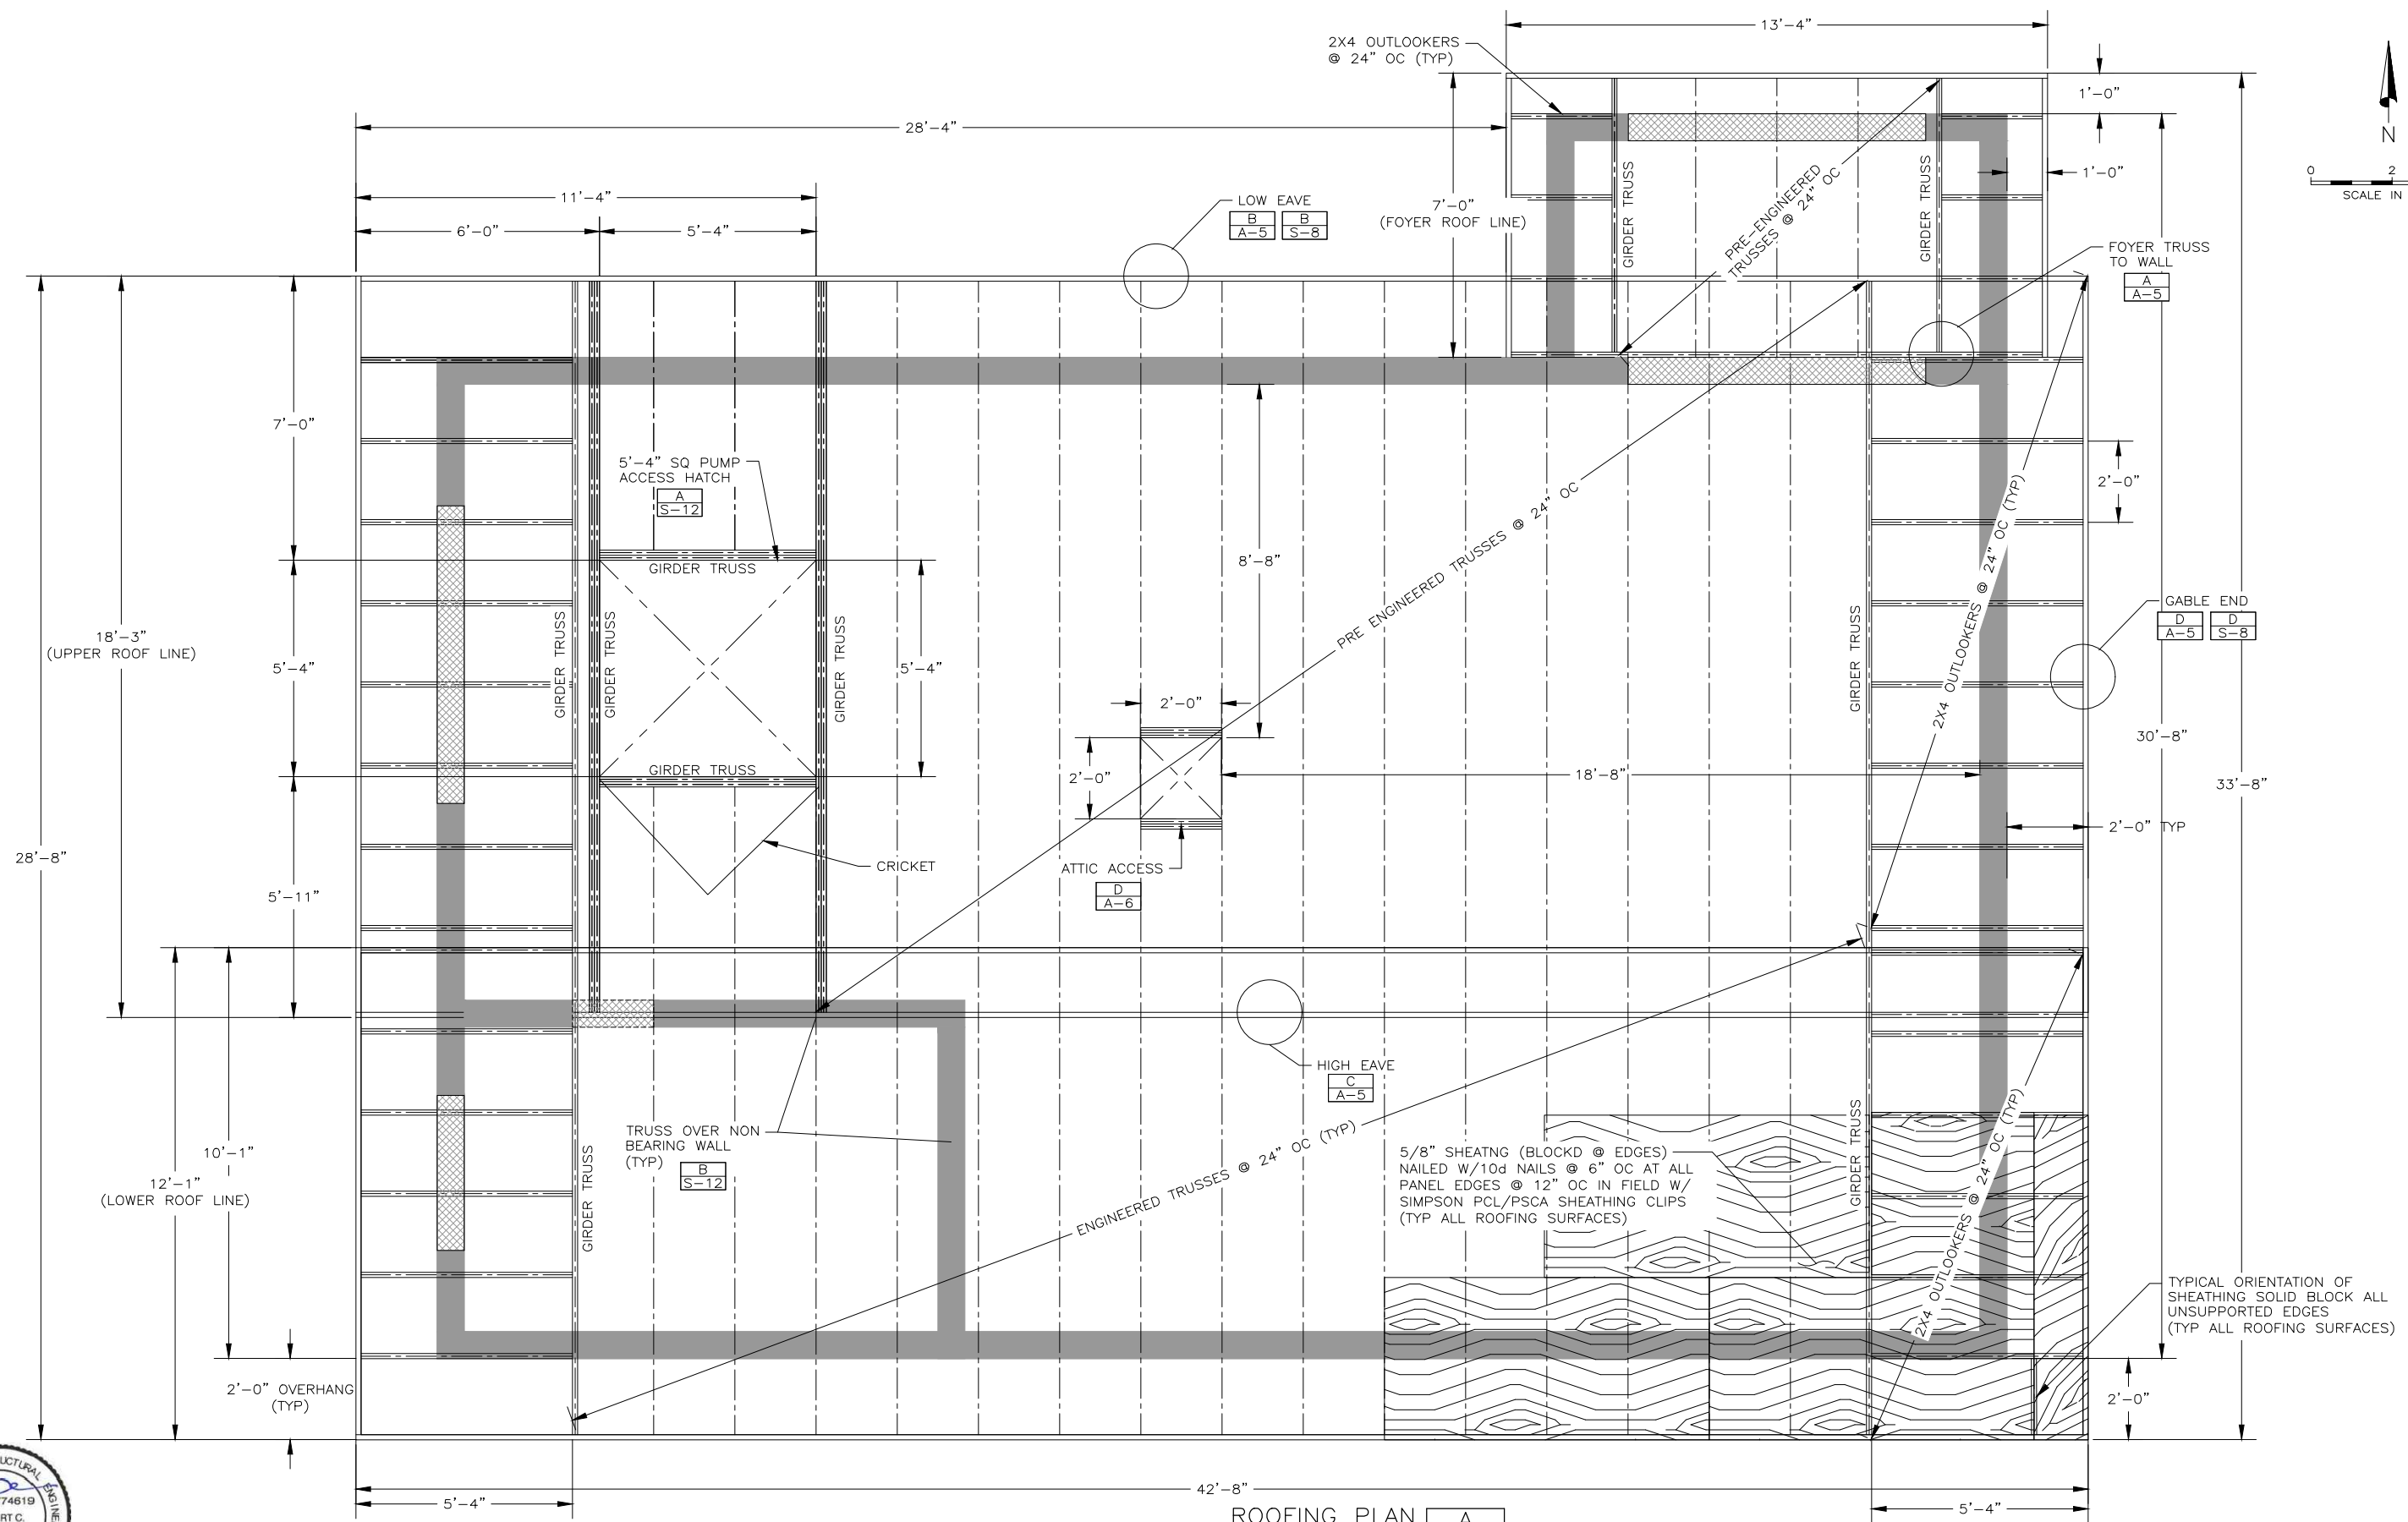 13'-4"
2X4 OUTLOOKERS
@ 24" OC (TYP)
1'-0"
N
28'-4"
1'-0"
0 2
SCALE IN
11'-4"
LOW EAVE
B
A-5
B
S-8
7'-0"
(FOYER ROOF LINE)
GIRDER TRUSS
PRE-ENGINEERED
TRUSSES @ 24" OC
GIRDER TRUSS
6'-0"
5'-4"
FOYER TRUSS
TO WALL
A
A-5
7'-0"
5'-4" SQ PUMP
ACCESS HATCH
A
S-12
2'-0"
GIRDER TRUSS
8'-8"
PRE ENGINEERED TRUSSES @ 24" OC
2X4 OUTLOOKERS @ 24" OC (TYP)
GABLE END
D
A-5
D
S-8
18'-3"
(UPPER ROOF LINE)
5'-4"
GIRDER TRUSS
GIRDER TRUSS
GIRDER TRUSS
5'-4"
GIRDER TRUSS
2'-0"
30'-8"
GIRDER TRUSS
2'-0"
18'-8"
33'-8"
2'-0" TYP
28'-8"
CRICKET
ATTIC ACCESS
D
A-6
5'-11"
HIGH EAVE
C
A-5
10'-1"
12'-1"
(LOWER ROOF LINE)
TRUSS OVER NON
BEARING WALL
(TYP)
B
S-12
GIRDER TRUSS
ENGINEERED TRUSSES @ 24" OC (TYP)
5/8" SHEATNG (BLOCKD @ EDGES)
NAILED W/10d NAILS @ 6" OC AT ALL
PANEL EDGES @ 12" OC IN FIELD W/
SIMPSON PCL/PSCA SHEATHING CLIPS
(TYP ALL ROOFING SURFACES)
GIRDER TRUSS
2X4 OUTLOOKERS @ 24" OC (TYP)
TYPICAL ORIENTATION OF
SHEATHING SOLID BLOCK ALL
UNSUPPORTED EDGES
(TYP ALL ROOFING SURFACES)
2'-0" OVERHANG
(TYP)
2'-0"
42'-8"
5'-4"
5'-4"
ROOFING PLAN
A
74619
RT C.